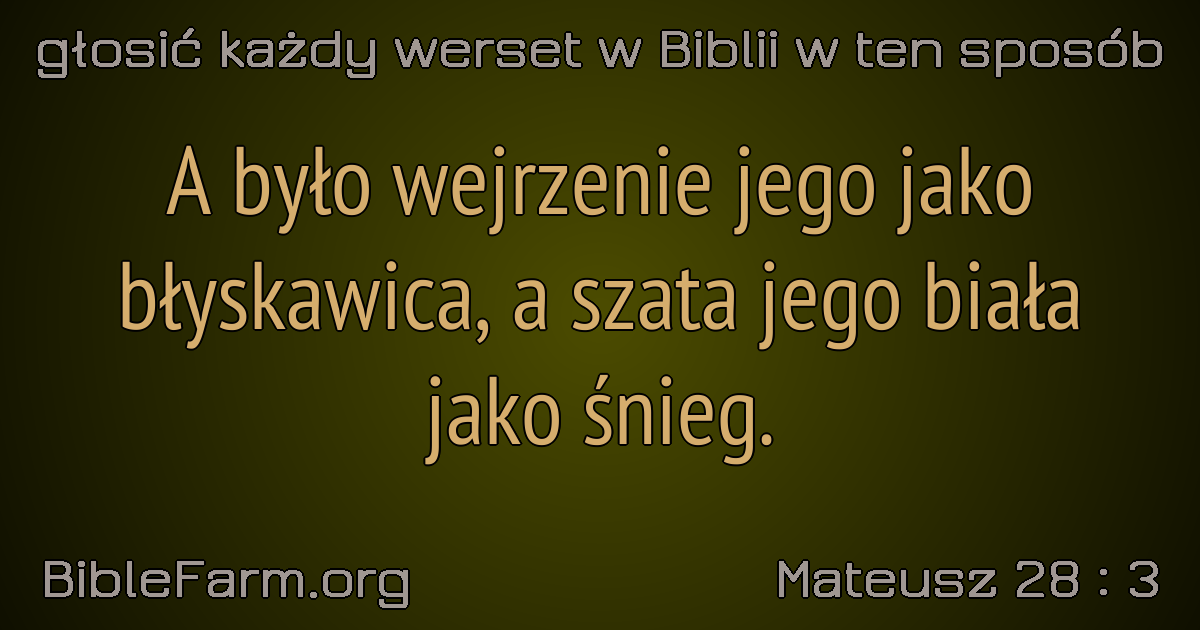 głosić każdy werset w Biblii w ten sposób
A było wejrzenie jego jako
błyskawica, a szata jego biała
jako śnieg.
BibleFarm.org
Mateusz 28 : 3